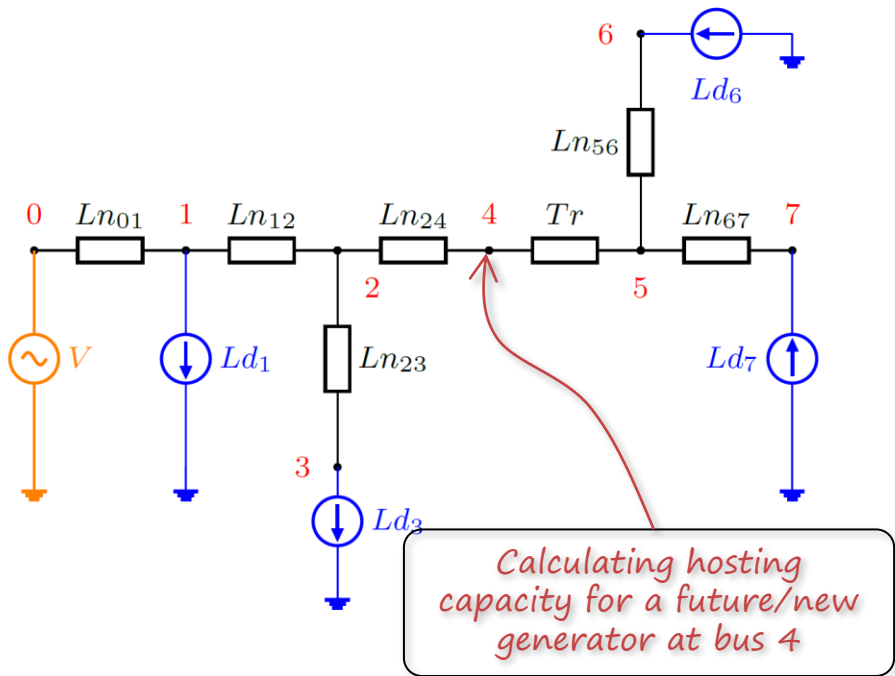 6
Ld₆
Ln₅₆
0 Ln₀₁ 1 Ln₁₂ Ln₂₄ 4 Tr Ln₆₇ 7
2 5
V Ld₁ Ln₂₃ Ld₇
3
Ld₃
Calculating hosting
capacity for a future/new
generator at bus 4